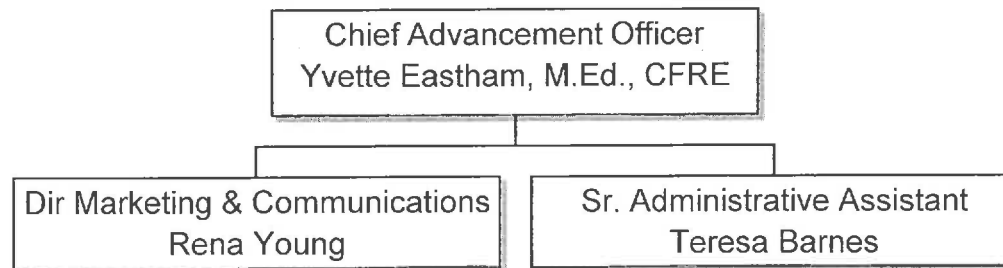 Chief Advancement Officer
Yvette Eastham, M.Ed., CFRE
Dir Marketing & Communications
Rena Young
Sr. Administrative Assistant
Teresa Barnes